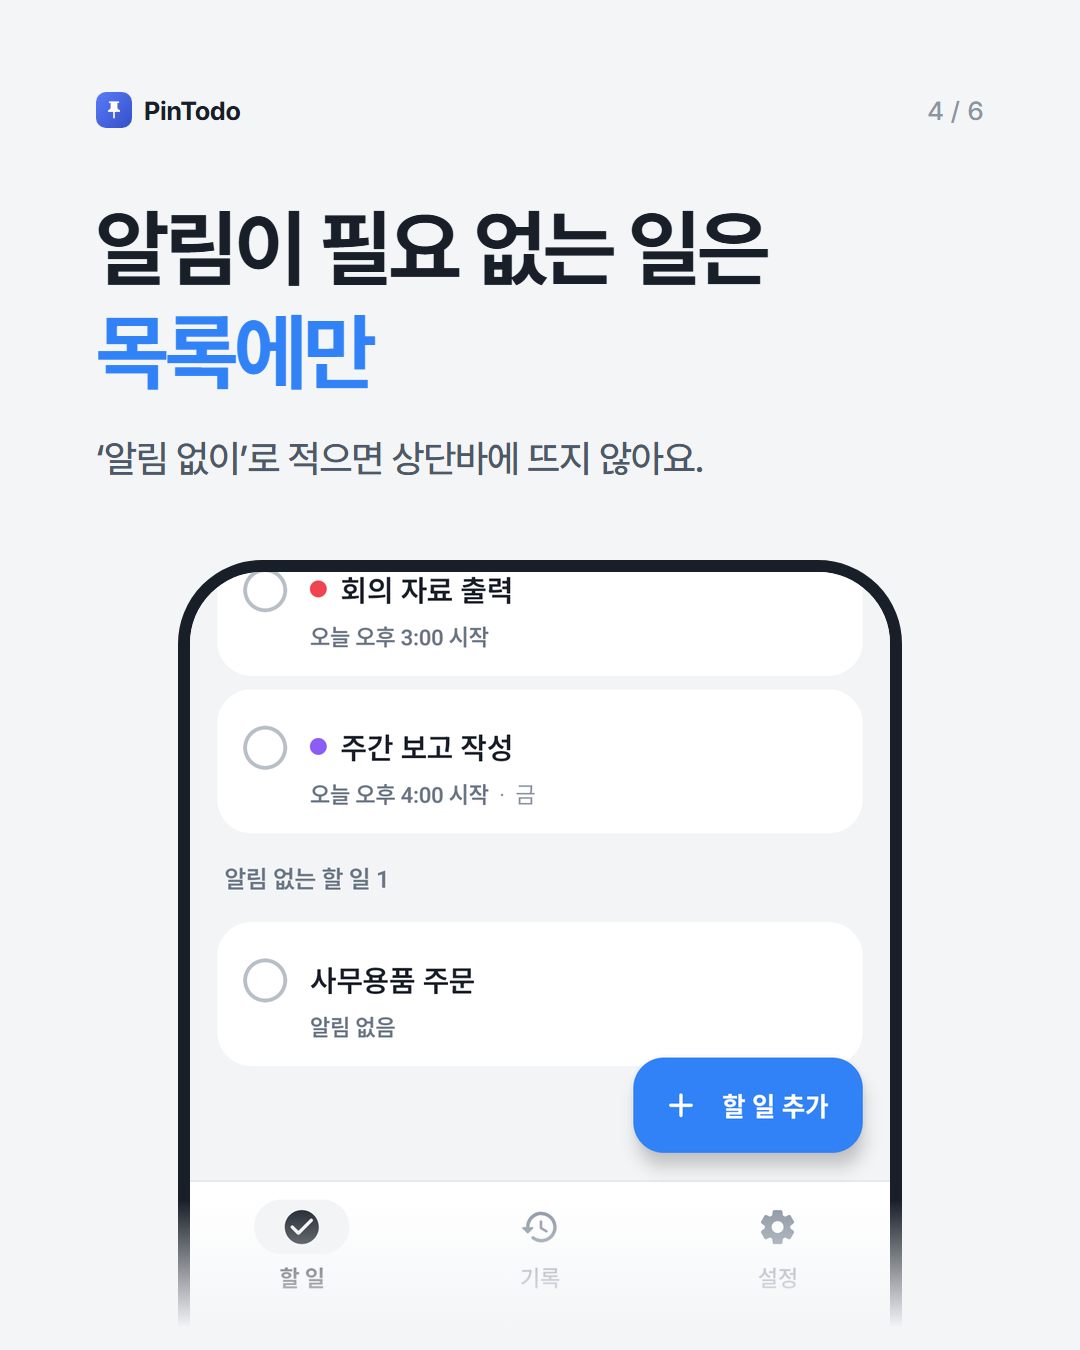 PinTodo
4 / 6
알림이 필요 없는 일은
목록에만
‘알림 없이’로 적으면 상단바에 뜨지 않아요.
회의 자료 출력
오늘 오후 3:00 시작
주간 보고 작성
오늘 오후 4:00 시작 · 금
알림 없는 할 일 1
사무용품 주문
알림 없음
+ 할 일 추가
할 일
기록
설정